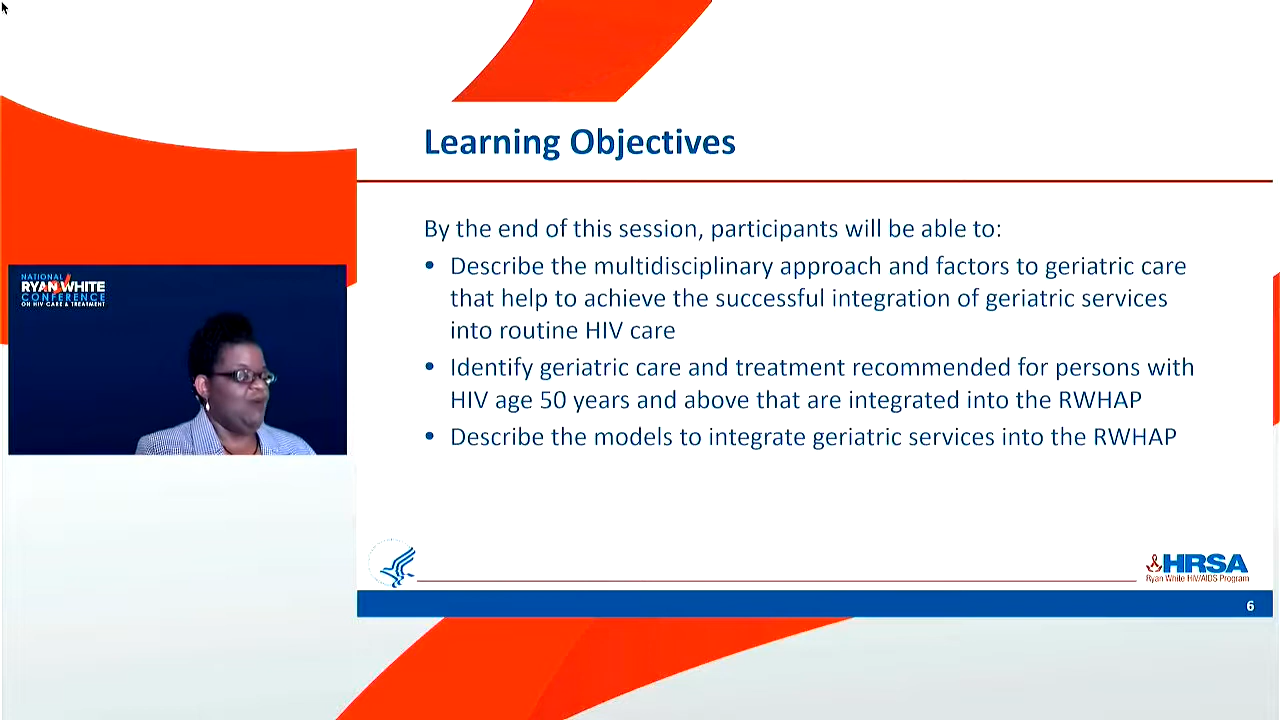 Learning Objectives
By the end of this session, participants will be able to:
• Describe the multidisciplinary approach and factors to geriatric care
that help to achieve the successful integration of geriatric services
into routine HIV care
• Identify geriatric care and treatment recommended for persons with
HIV age 50 years and above that are integrated into the RWHAP
• Describe the models to integrate geriatric services into the RWHAP
NATIONAL
RYAN WHITE
CONFERENCE
ON HIV CARE & TREATMENT
HRSA
Ryan White HIV/AIDS Program
6